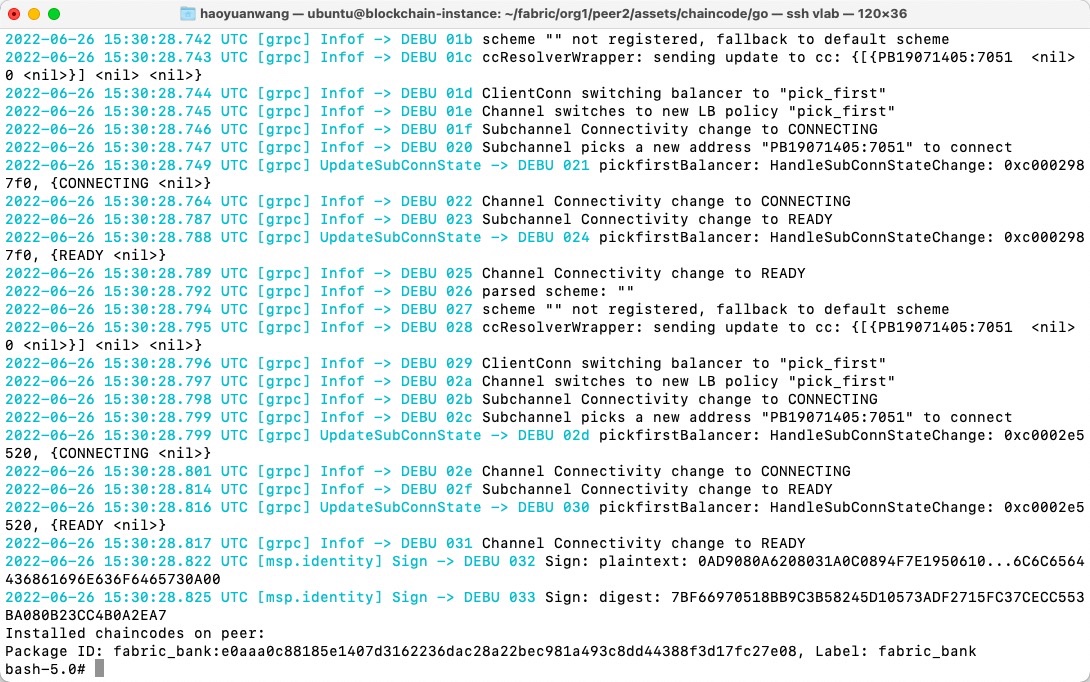 haoyuanwang — ubuntu@blockchain-instance: ~/fabric/org1/peer2/assets/chaincode/go — ssh vlab — 120×36
2022-06-26 15:30:28.742 UTC [grpc] Infof -> DEBU 01b scheme "" not registered, fallback to default scheme
2022-06-26 15:30:28.743 UTC [grpc] Infof -> DEBU 01c ccResolverWrapper: sending update to cc: {[{PB19071405:7051  <nil>
0 <nil>}] <nil> <nil>}
2022-06-26 15:30:28.744 UTC [grpc] Infof -> DEBU 01d ClientConn switching balancer to "pick_first"
2022-06-26 15:30:28.745 UTC [grpc] Infof -> DEBU 01e Channel switches to new LB policy "pick_first"
2022-06-26 15:30:28.746 UTC [grpc] Infof -> DEBU 01f Subchannel Connectivity change to CONNECTING
2022-06-26 15:30:28.747 UTC [grpc] Infof -> DEBU 020 Subchannel picks a new address "PB19071405:7051" to connect
2022-06-26 15:30:28.749 UTC [grpc] UpdateSubConnState -> DEBU 021 pickfirstBalancer: HandleSubConnStateChange: 0xc000298
7f0, {CONNECTING <nil>}
2022-06-26 15:30:28.764 UTC [grpc] Infof -> DEBU 022 Channel Connectivity change to CONNECTING
2022-06-26 15:30:28.787 UTC [grpc] Infof -> DEBU 023 Subchannel Connectivity change to READY
2022-06-26 15:30:28.788 UTC [grpc] UpdateSubConnState -> DEBU 024 pickfirstBalancer: HandleSubConnStateChange: 0xc000298
7f0, {READY <nil>}
2022-06-26 15:30:28.789 UTC [grpc] Infof -> DEBU 025 Channel Connectivity change to READY
2022-06-26 15:30:28.792 UTC [grpc] Infof -> DEBU 026 parsed scheme: ""
2022-06-26 15:30:28.794 UTC [grpc] Infof -> DEBU 027 scheme "" not registered, fallback to default scheme
2022-06-26 15:30:28.795 UTC [grpc] Infof -> DEBU 028 ccResolverWrapper: sending update to cc: {[{PB19071405:7051  <nil>
0 <nil>}] <nil> <nil>}
2022-06-26 15:30:28.796 UTC [grpc] Infof -> DEBU 029 ClientConn switching balancer to "pick_first"
2022-06-26 15:30:28.797 UTC [grpc] Infof -> DEBU 02a Channel switches to new LB policy "pick_first"
2022-06-26 15:30:28.798 UTC [grpc] Infof -> DEBU 02b Subchannel Connectivity change to CONNECTING
2022-06-26 15:30:28.799 UTC [grpc] Infof -> DEBU 02c Subchannel picks a new address "PB19071405:7051" to connect
2022-06-26 15:30:28.799 UTC [grpc] UpdateSubConnState -> DEBU 02d pickfirstBalancer: HandleSubConnStateChange: 0xc0002e5
520, {CONNECTING <nil>}
2022-06-26 15:30:28.801 UTC [grpc] Infof -> DEBU 02e Channel Connectivity change to CONNECTING
2022-06-26 15:30:28.814 UTC [grpc] Infof -> DEBU 02f Subchannel Connectivity change to READY
2022-06-26 15:30:28.816 UTC [grpc] UpdateSubConnState -> DEBU 030 pickfirstBalancer: HandleSubConnStateChange: 0xc0002e5
520, {READY <nil>}
2022-06-26 15:30:28.817 UTC [grpc] Infof -> DEBU 031 Channel Connectivity change to READY
2022-06-26 15:30:28.822 UTC [msp.identity] Sign -> DEBU 032 Sign: plaintext: 0AD9080A6208031A0C0894F7E1950610...6C6C6564
436861696E636F6465730A00
2022-06-26 15:30:28.825 UTC [msp.identity] Sign -> DEBU 033 Sign: digest: 7BF66970518BB9C3B58245D10573ADF2715FC37CECC553
BA080B23CC4B0A2EA7
Installed chaincodes on peer:
Package ID: fabric_bank:e0aaa0c88185e1407d3162236dac28a22bec981a493c8dd44388f3d17fc27e08, Label: fabric_bank
bash-5.0#